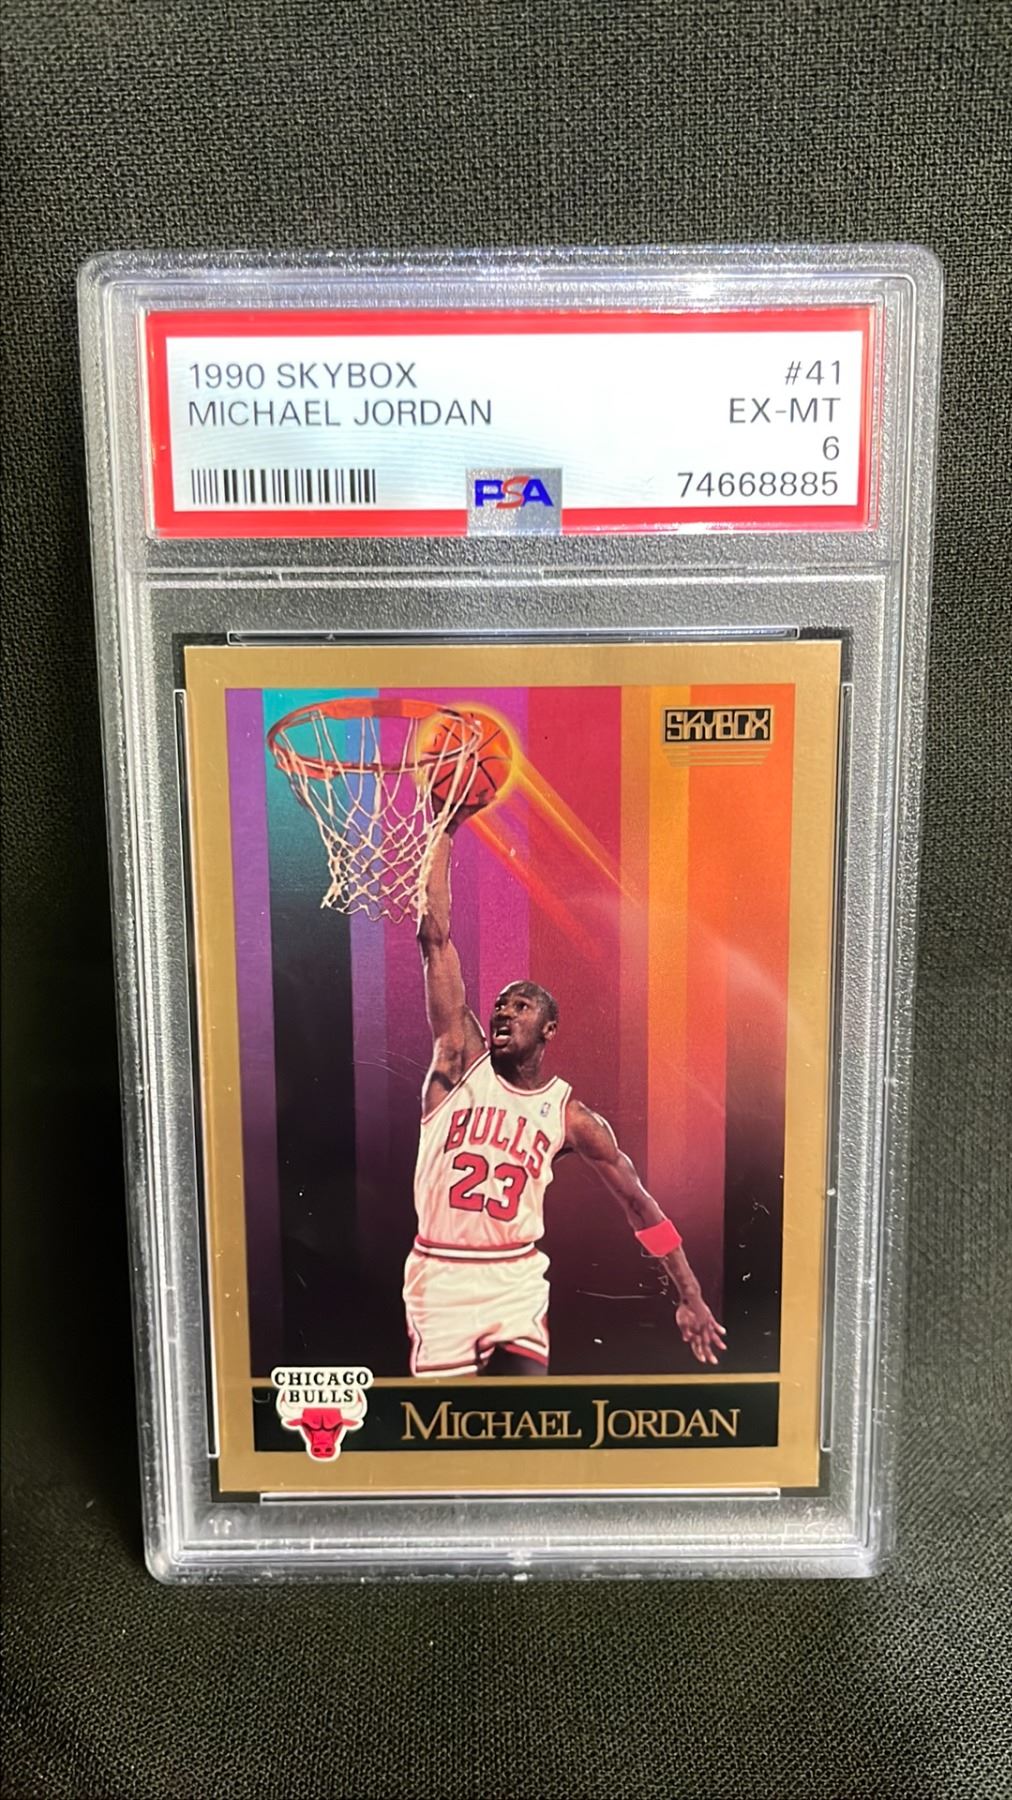 1990 SKYBOX #41
MICHAEL JORDAN EX-MT
6
PSA 74668885
SKYBOX
BULLS
23
CHICAGO
BULLS
MICHAEL JORDAN